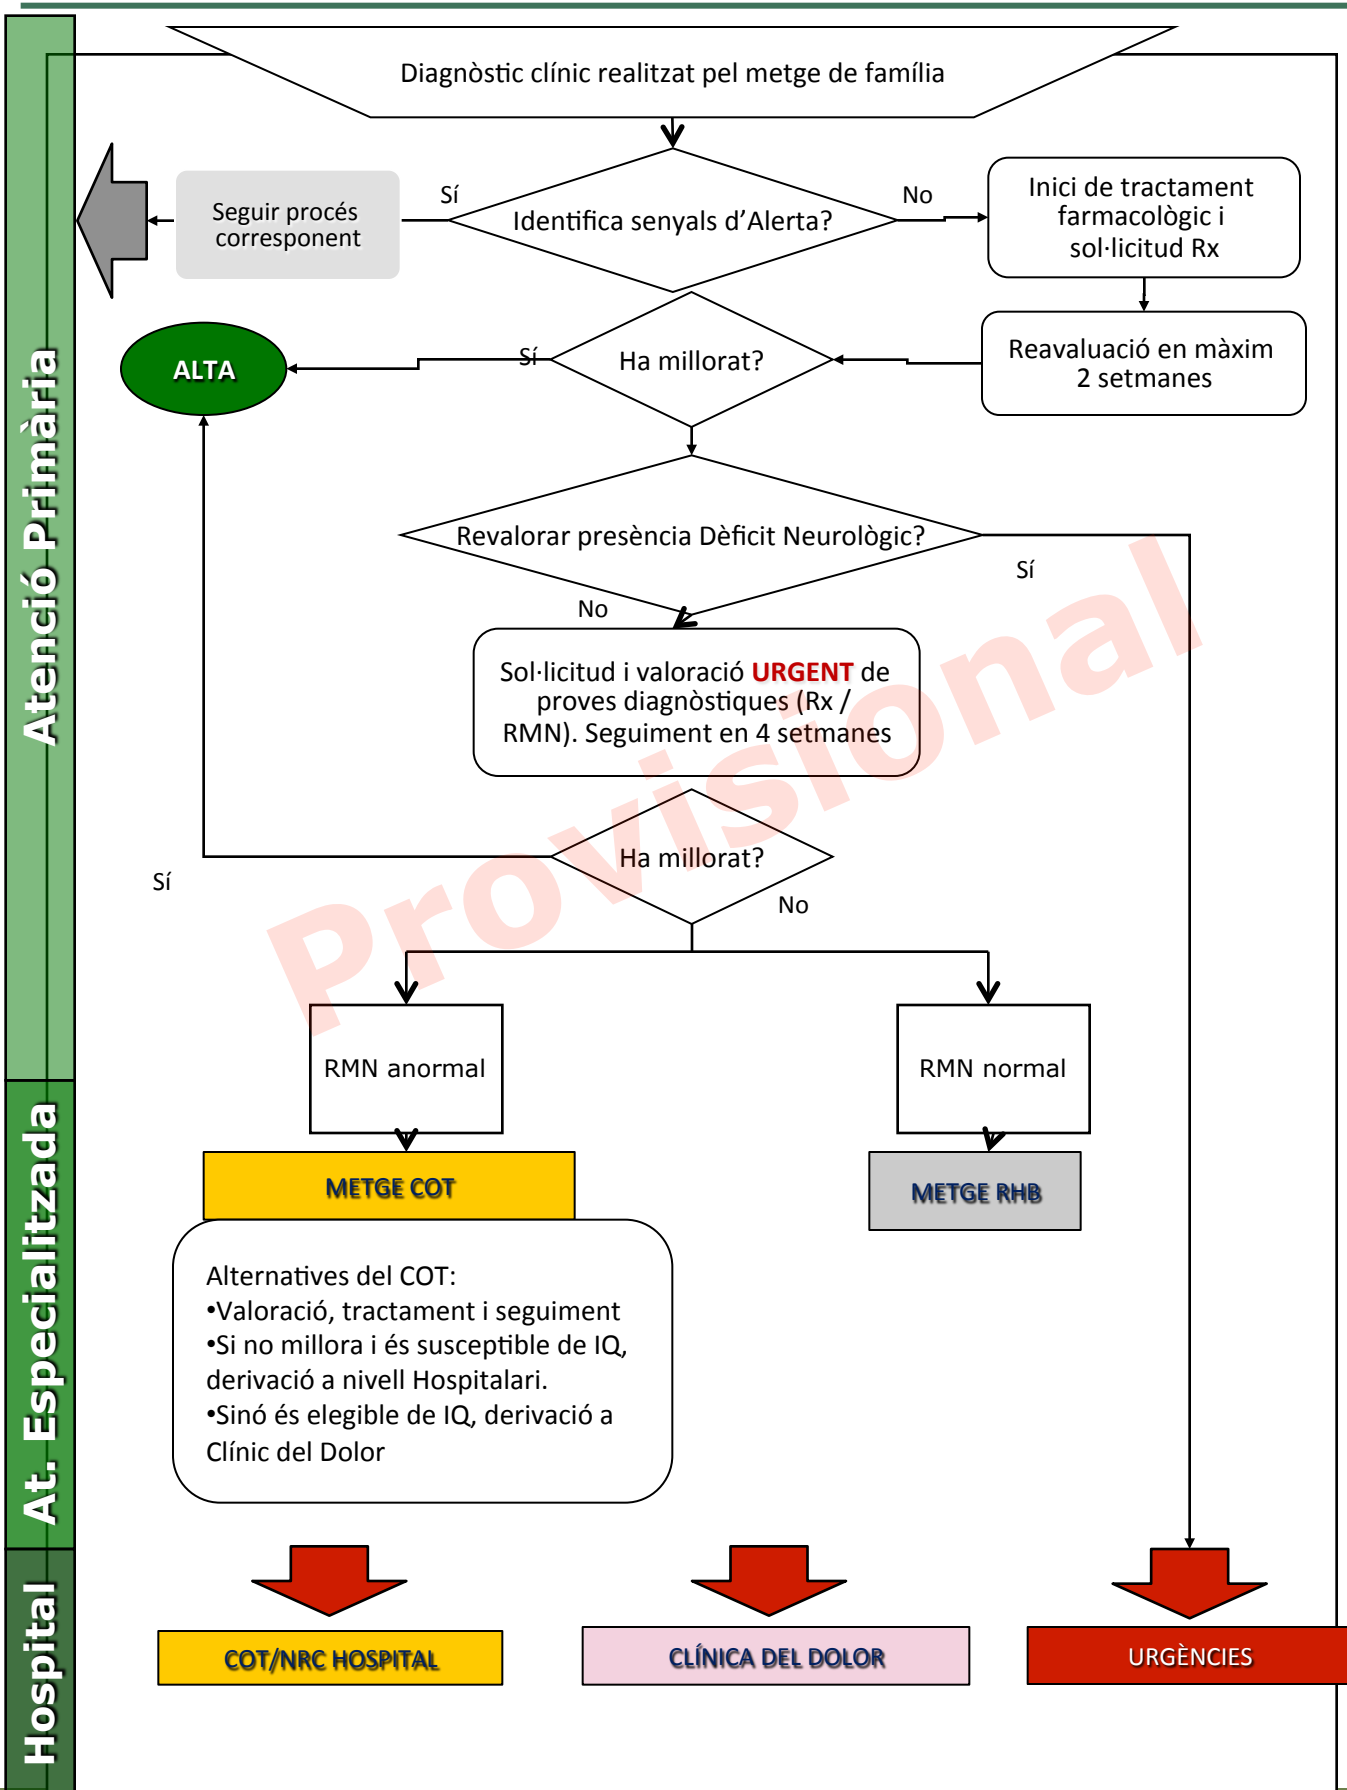 Diagnòstic clínic realitzat pel metge de família
Sí
No
Seguir procés
corresponent
Identifica senyals d’Alerta?
Inici de tractament
farmacològic i
sol·licitud Rx
ALTA
Sí
Ha millorat?
Reavaluació en màxim
2 setmanes
Revalorar presència Dèficit Neurològic?
Sí
No
Sol·licitud i valoració URGENT de
proves diagnòstiques (Rx /
RMN). Seguiment en 4 setmanes
Ha millorat?
Sí
No
RMN anormal
RMN normal
METGE COT
METGE RHB
Alternatives del COT:
•Valoració, tractament i seguiment
•Si no millora i és susceptible de IQ,
derivació a nivell Hospitalari.
•Sinó és elegible de IQ, derivació a
Clínic del Dolor
COT/NRC HOSPITAL
CLÍNICA DEL DOLOR
URGÈNCIES
Atenció Primària
At. Especialitzada
Hospital
Provisional